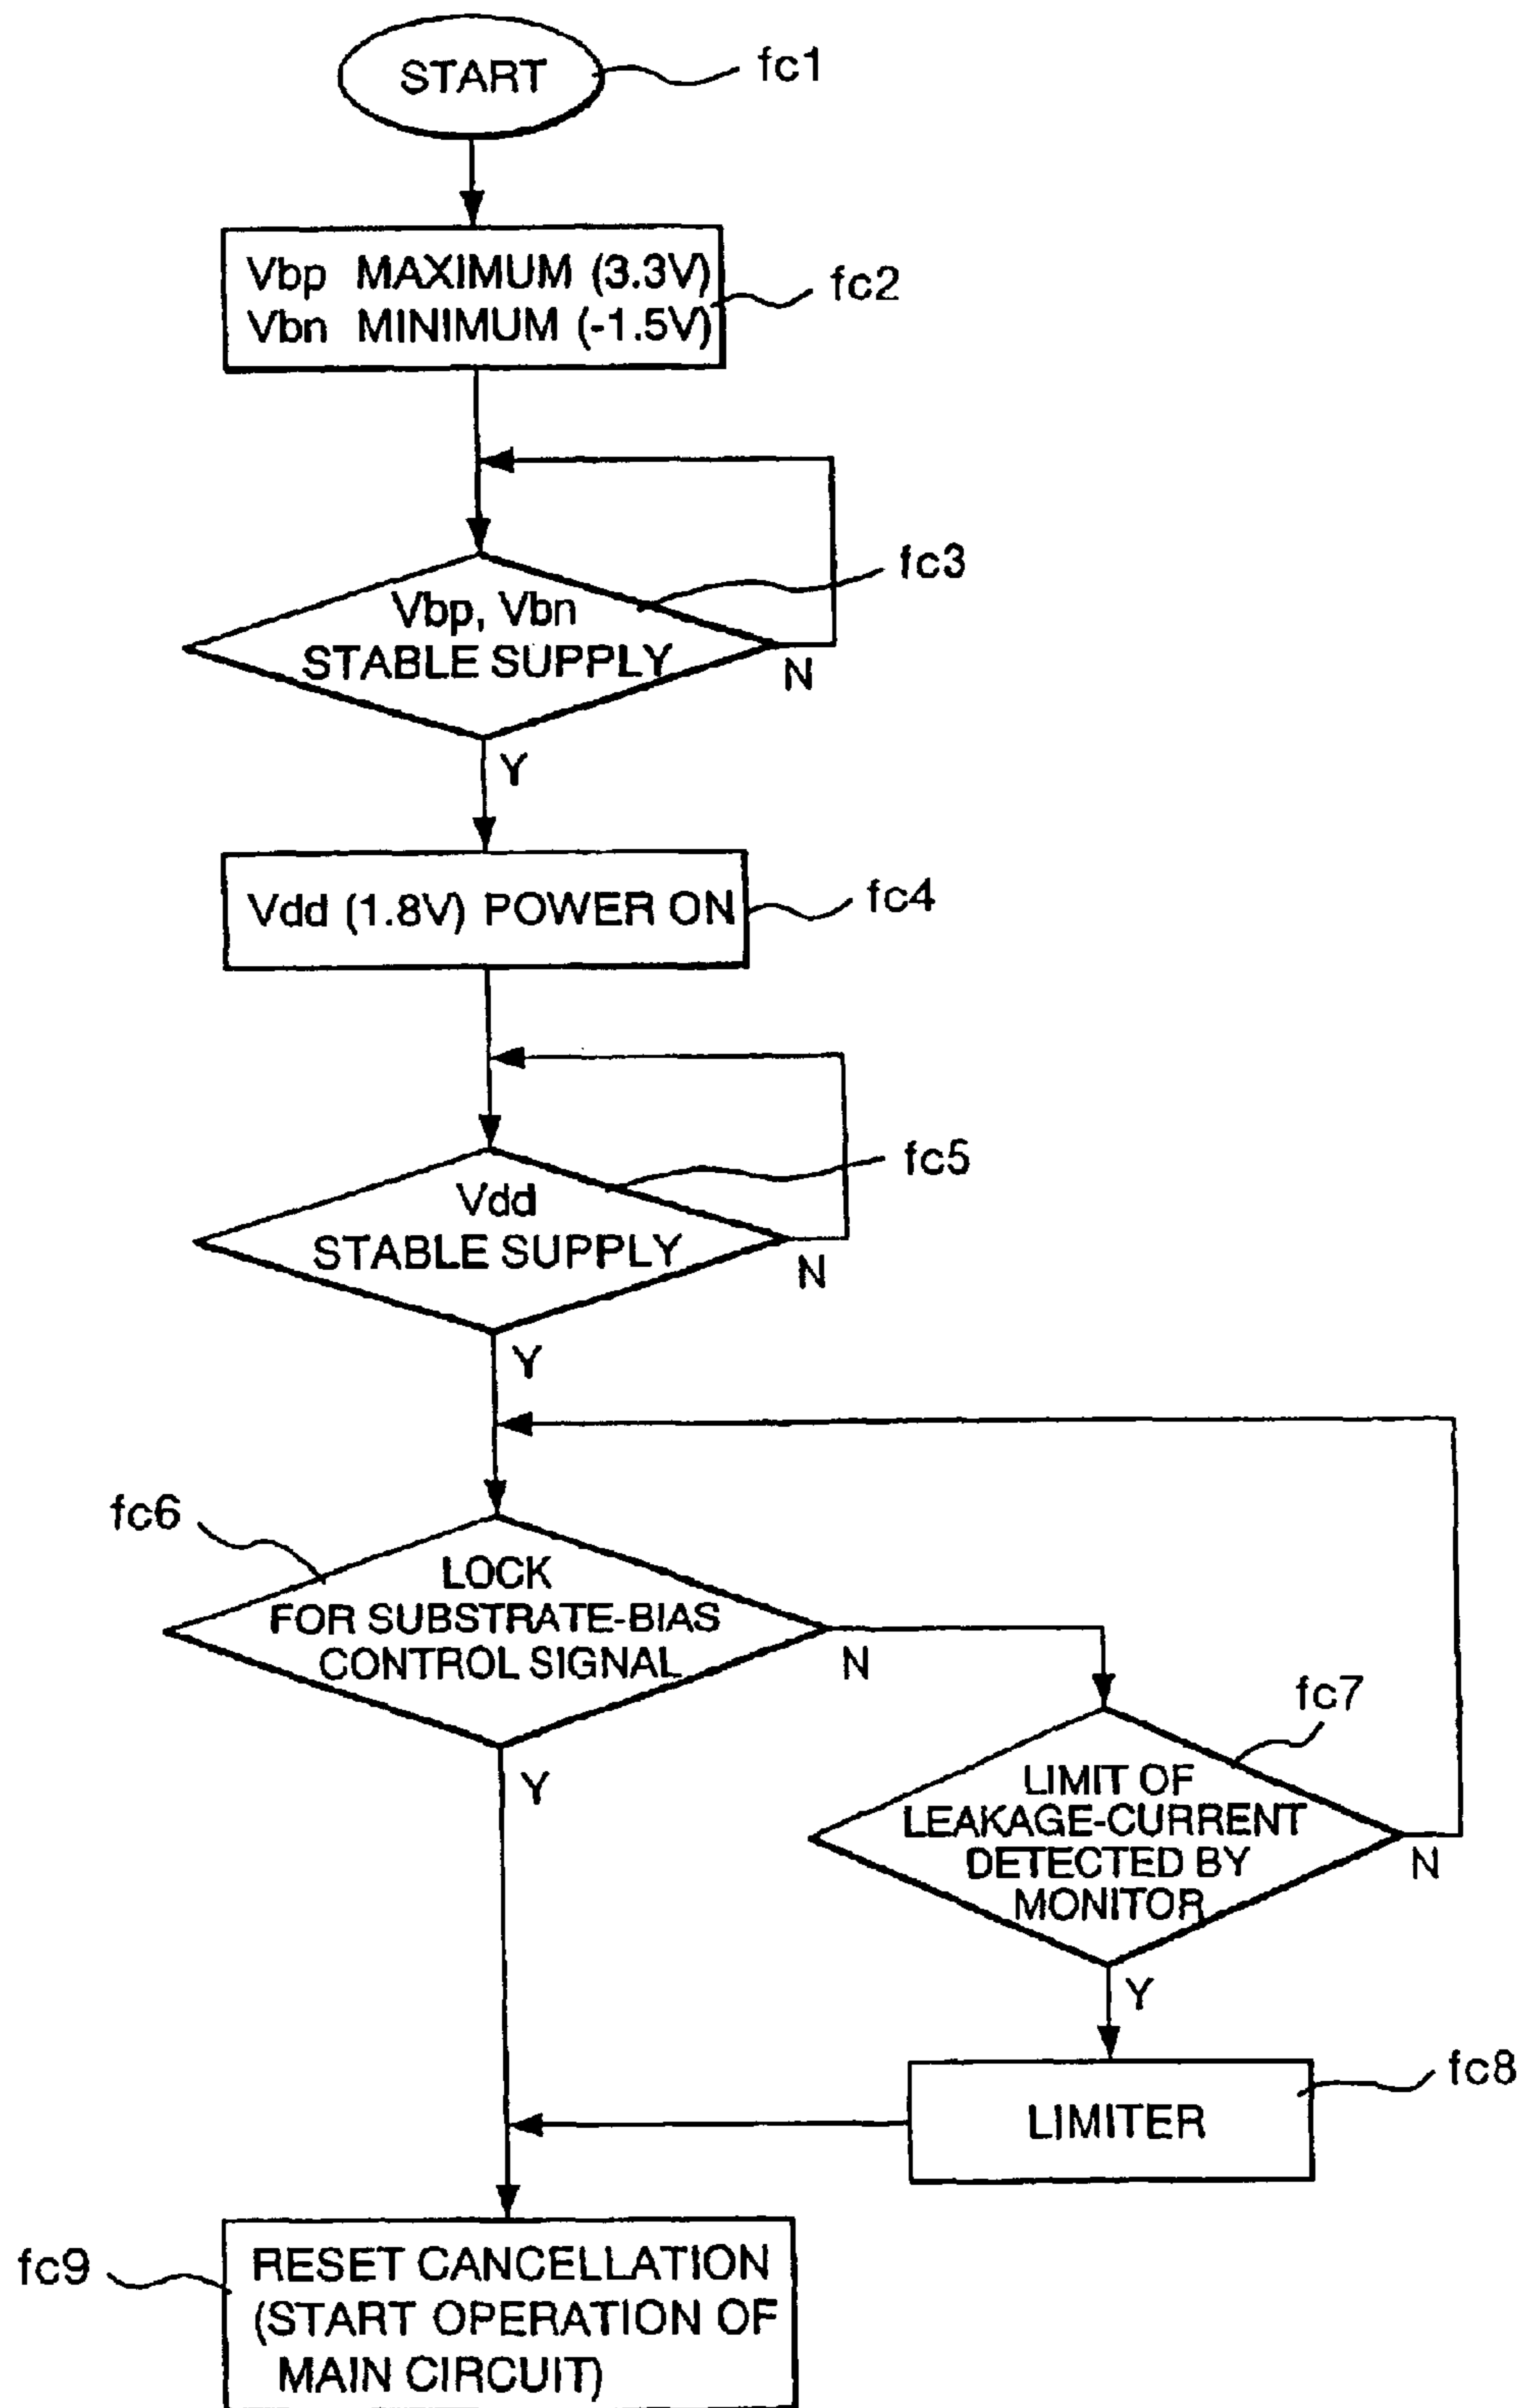 START
fc1
Vbp MAXIMUM (3.3V)
Vbn MINIMUM (-1.5V)
fc2
fc3
Vbp, Vbn
STABLE SUPPLY
N
Y
Vdd (1.8V) POWER ON
fc4
fc5
Vdd
STABLE SUPPLY
N
Y
fc6
LOCK
FOR SUBSTRATE-BIAS
CONTROL SIGNAL
N
Y
fc7
LIMIT OF
LEAKAGE-CURRENT
DETECTED BY
MONITOR
N
Y
LIMITER
fc8
fc9
RESET CANCELLATION
(START OPERATION OF
MAIN CIRCUIT)